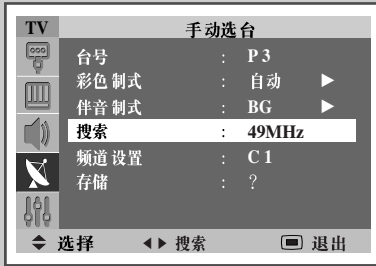 TV 手动选台
台号 : P 3
彩色 制式 : 自动 ▶
伴音 制式 : BG ▶
搜索 : 49MHz
频道 设置 : C 1
存储 : ?
选择 ◀▶ 搜索 退出